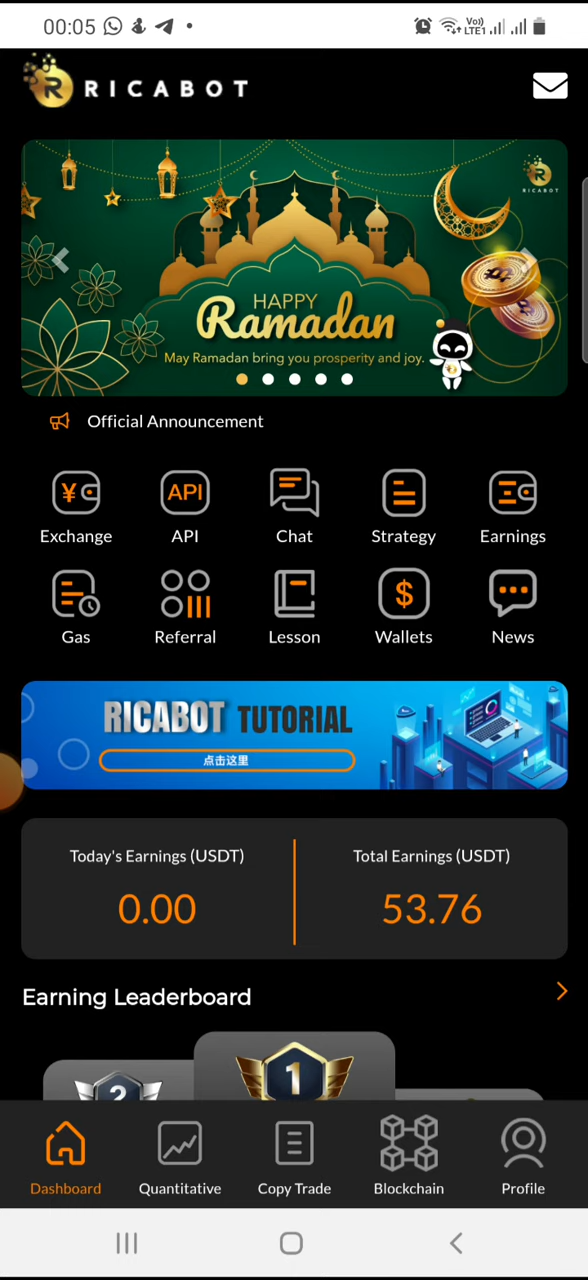 00:05
Vo))
LTE1
RICABOT
RICABOT
HAPPY
Ramadan
May Ramadan bring you prosperity and joy.
Official Announcement
¥ API $
Exchange API Chat Strategy Earnings
Gas Referral Lesson Wallets News
RICABOT TUTORIAL
点击这里
Today's Earnings (USDT) Total Earnings (USDT)
0.00 53.76
Earning Leaderboard
2 1
Dashboard Quantitative Copy Trade Blockchain Profile